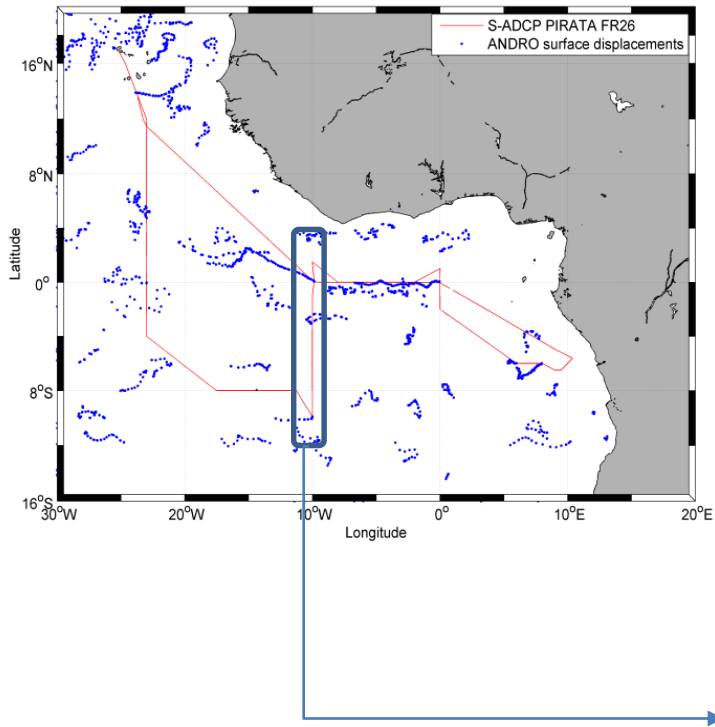 S-ADCP PIRATA FR26
ANDRO surface displacements
16°N
8°N
0°
8°S
16°S
Latitude
30°W 20°W 10°W 0° 10°E 20°E
Longitude